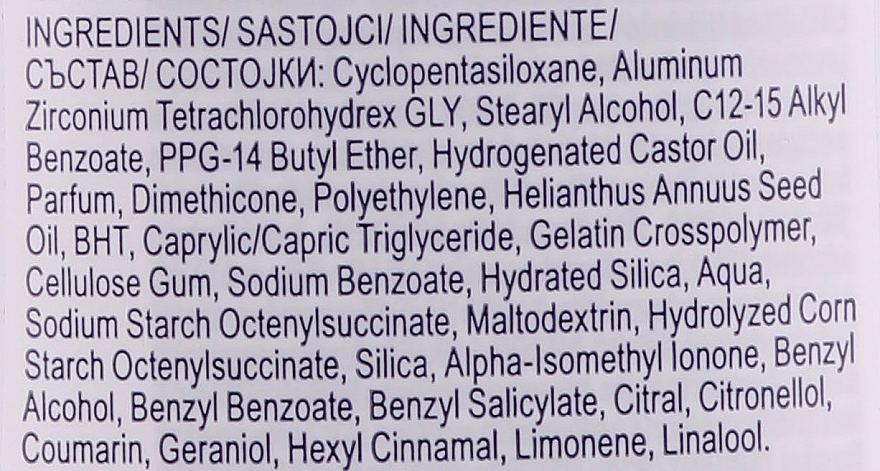 INGREDIENTS/ SASTOJCI/ INGREDIENTE/
СЪСТАВ/ СОСТОЈКИ: Cyclopentasiloxane, Aluminum
Zirconium Tetrachlorohydrex GLY, Stearyl Alcohol, C12-15 Alkyl
Benzoate, PPG-14 Butyl Ether, Hydrogenated Castor Oil,
Parfum, Dimethicone, Polyethylene, Helianthus Annuus Seed
Oil, BHT, Caprylic/Capric Triglyceride, Gelatin Crosspolymer,
Cellulose Gum, Sodium Benzoate, Hydrated Silica, Aqua,
Sodium Starch Octenylsuccinate, Maltodextrin, Hydrolyzed Corn
Starch Octenylsuccinate, Silica, Alpha-Isomethyl Ionone, Benzyl
Alcohol, Benzyl Benzoate, Benzyl Salicylate, Citral, Citronellol,
Coumarin, Geraniol, Hexyl Cinnamal, Limonene, Linalool.